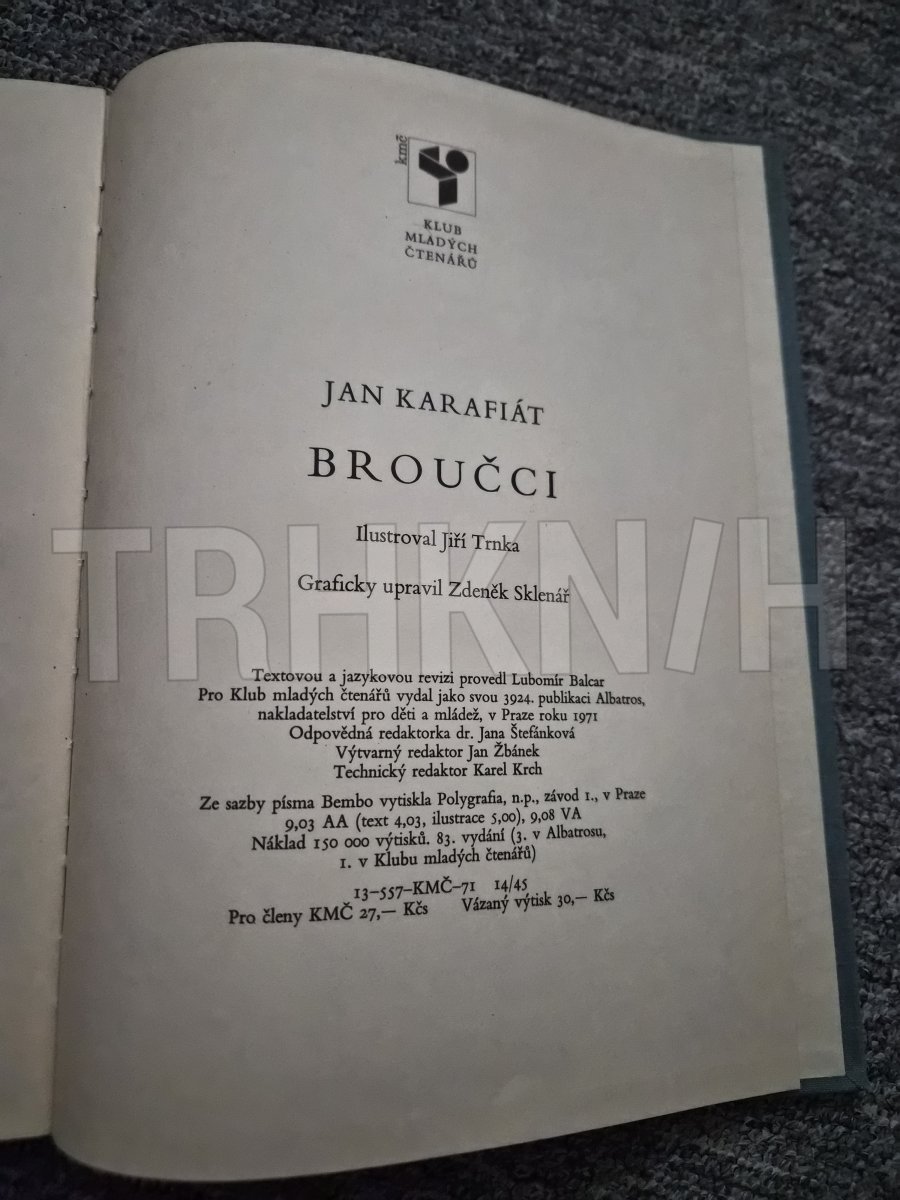 kmč
KLUB
MLADÝCH
ČTENÁŘŮ
JAN KARAFIÁT
BROUČCI
Ilustroval Jiří Trnka
Graficky upravil Zdeněk Sklenář
TRHKNIH
Textovou a jazykovou revizi provedl Lubomír Balcar
Pro Klub mladých čtenářů vydal jako svou 3924. publikaci Albatros,
nakladatelství pro děti a mládež, v Praze roku 1971
Odpovědná redaktorka dr. Jana Štefánková
Výtvarný redaktor Jan Žbánek
Technický redaktor Karel Krch
Ze sazby písma Bembo vytiskla Polygrafia, n.p., závod 1., v Praze
9,03 AA (text 4,03, ilustrace 5,00), 9,08 VA
Náklad 150 000 výtisků. 83. vydání (3. v Albatrosu,
1. v Klubu mladých čtenářů)
13–557–KMČ–71 14/45
Pro členy KMČ 27,— Kčs Vázaný výtisk 30,— Kčs